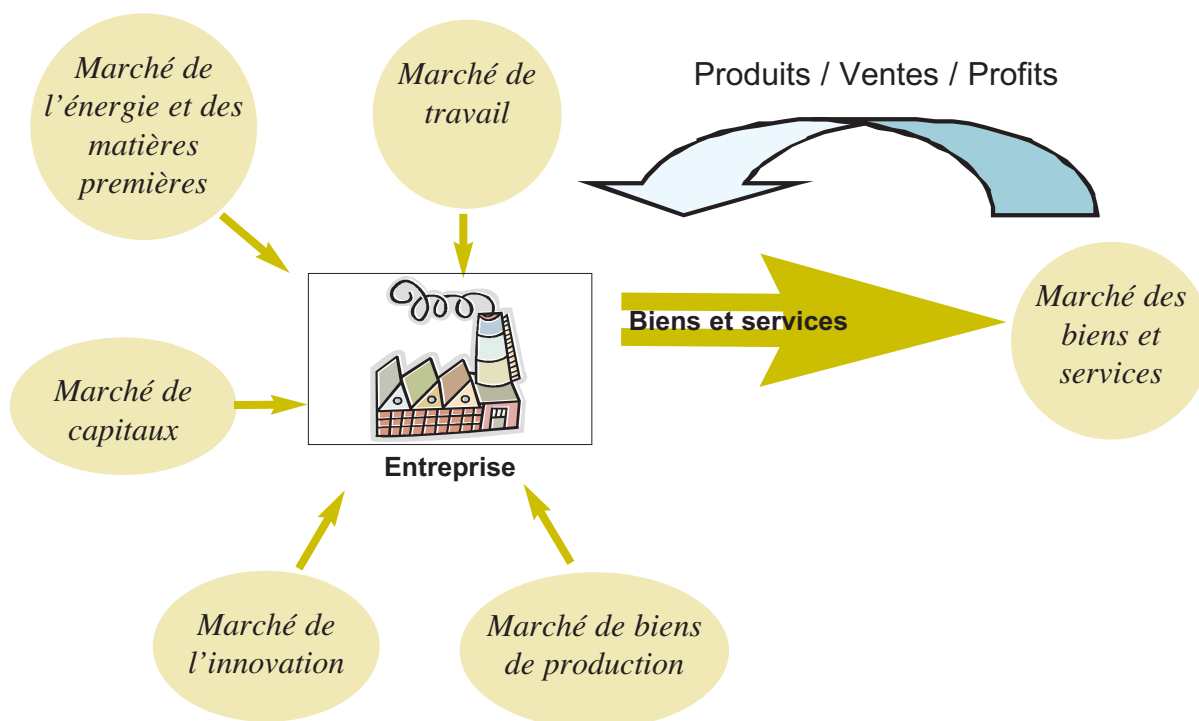 Marché de
l’énergie et des
matières
premières
Marché de
travail
Produits / Ventes / Profits
Biens et services
Marché des
biens et
services
Marché de
capitaux
Entreprise
Marché de
l’innovation
Marché de biens
de production